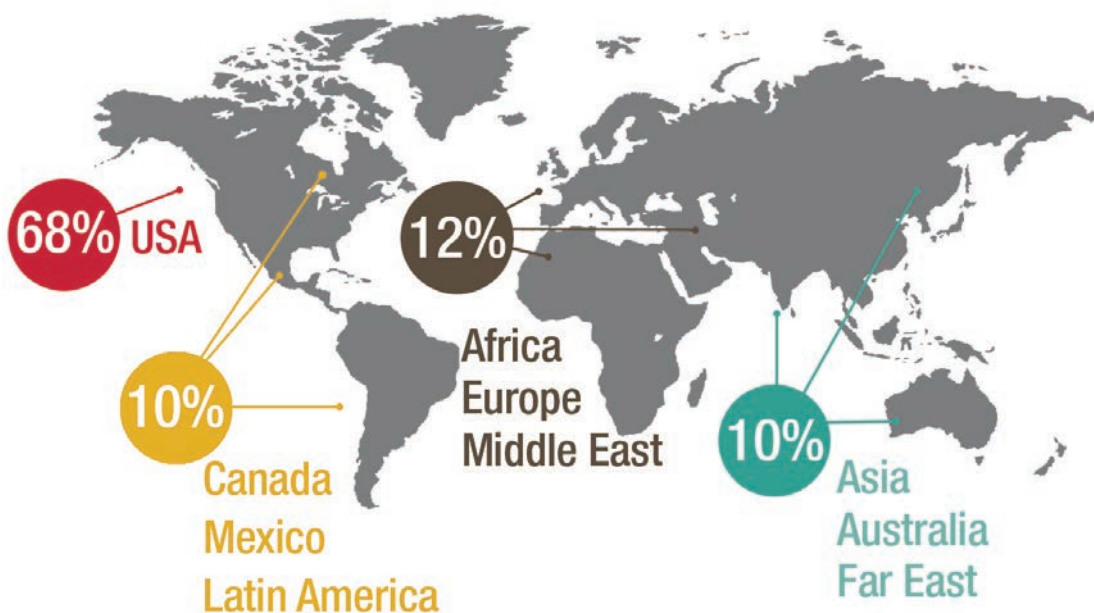 68% USA
12%
Africa
Europe
Middle East
10%
Canada
Mexico
Latin America
10%
Asia
Australia
Far East